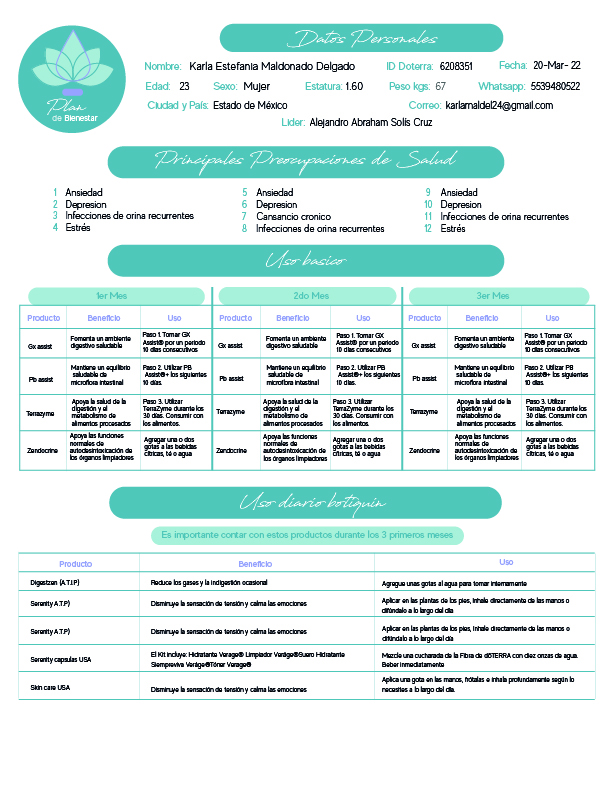 Plan
de Bienestar
Datos Personales
Nombre: Karla Estefania Maldonado Delgado ID Doterra: 6208351 Fecha: 20-Mar- 22
Edad: 23 Sexo: Mujer Estatura: 1.60 Peso kgs: 67 Whatsapp: 5539480522
Ciudad y País: Estado de México Correo: karlamaldel24@gmail.com
Lider: Alejandro Abraham Solís Cruz
Principales Preocupaciones de Salud
1 Ansiedad
2 Depresion
3 Infecciones de orina recurrentes
4 Estrés
5 Ansiedad
6 Depresion
7 Cansancio cronico
8 Infecciones de orina recurrentes
9 Ansiedad
10 Depresion
11 Infecciones de orina recurrentes
12 Estrés
Uso basico
1er Mes
Producto Beneficio Uso
Gx assist
Fomenta un ambiente
digestivo saludable
Paso 1. Tomar GX
Assist® por un periodo
10 días consecutivos
Pb assist
Mantiene un equilibrio
saludable de
microflora intestinal
Paso 2. Utilizar PB
Assist®+ los siguientes
10 días.
Terrazyme
Apoya la salud de la
digestión y el
metabolismo de
alimentos procesados
Paso 3. Utilizar
TerraZyme durante los
30 días. Consumir con
los alimentos.
Zendocrine
Apoya las funciones
normales de
autodesintoxicación de
los órganos limpiadores
Agregar una o dos
gotas a las bebidas
cítricas, té o agua
2do Mes
Producto Beneficio Uso
Gx assist
Fomenta un ambiente
digestivo saludable
Paso 1. Tomar GX
Assist® por un periodo
10 días consecutivos
Pb assist
Mantiene un equilibrio
saludable de
microflora intestinal
Paso 2. Utilizar PB
Assist®+ los siguientes
10 días.
Terrazyme
Apoya la salud de la
digestión y el
metabolismo de
alimentos procesados
Paso 3. Utilizar
TerraZyme durante los
30 días. Consumir con
los alimentos.
Zendocrine
Apoya las funciones
normales de
autodesintoxicación de
los órganos limpiadores
Agregar una o dos
gotas a las bebidas
cítricas, té o agua
3er Mes
Producto Beneficio Uso
Gx assist
Fomenta un ambiente
digestivo saludable
Paso 1. Tomar GX
Assist® por un periodo
10 días consecutivos
Pb assist
Mantiene un equilibrio
saludable de
microflora intestinal
Paso 2. Utilizar PB
Assist®+ los siguientes
10 días.
Terrazyme
Apoya la salud de la
digestión y el
metabolismo de
alimentos procesados
Paso 3. Utilizar
TerraZyme durante los
30 días. Consumir con
los alimentos.
Zendocrine
Apoya las funciones
normales de
autodesintoxicación de
los órganos limpiadores
Agregar una o dos
gotas a las bebidas
cítricas, té o agua
Uso diario botiquin
Es importante contar con estos productos durante los 3 primeros meses
Producto Beneficio Uso
Digestzen (A.T.I.P) Reduce los gases y la indigestión ocasional Agregue unas gotas al agua para tomar internamente
Serenity A.T.P) Disminuye la sensación de tensión y calma las emociones
Aplicar en las plantas de los pies, inhale directamente de las manos o
difúndalo a lo largo del día
Serenity A.T.P) Disminuye la sensación de tensión y calma las emociones
Aplicar en las plantas de los pies, inhale directamente de las manos o
difúndalo a lo largo del día
Serenity capsulas USA
El Kit incluye: Hidratante Verage® Limpiador Veráge®Suero Hidratante
Siempreviva Veráge®Tóner Verage®
Mezcle una cucharada de la Fibra de dōTERRA con diez onzas de agua.
Beber inmediatamente
Skin care USA Disminuye la sensación de tensión y calma las emociones
Aplica una gota en las manos, frótalas e inhala profundamente según lo
necesites a lo largo del día.